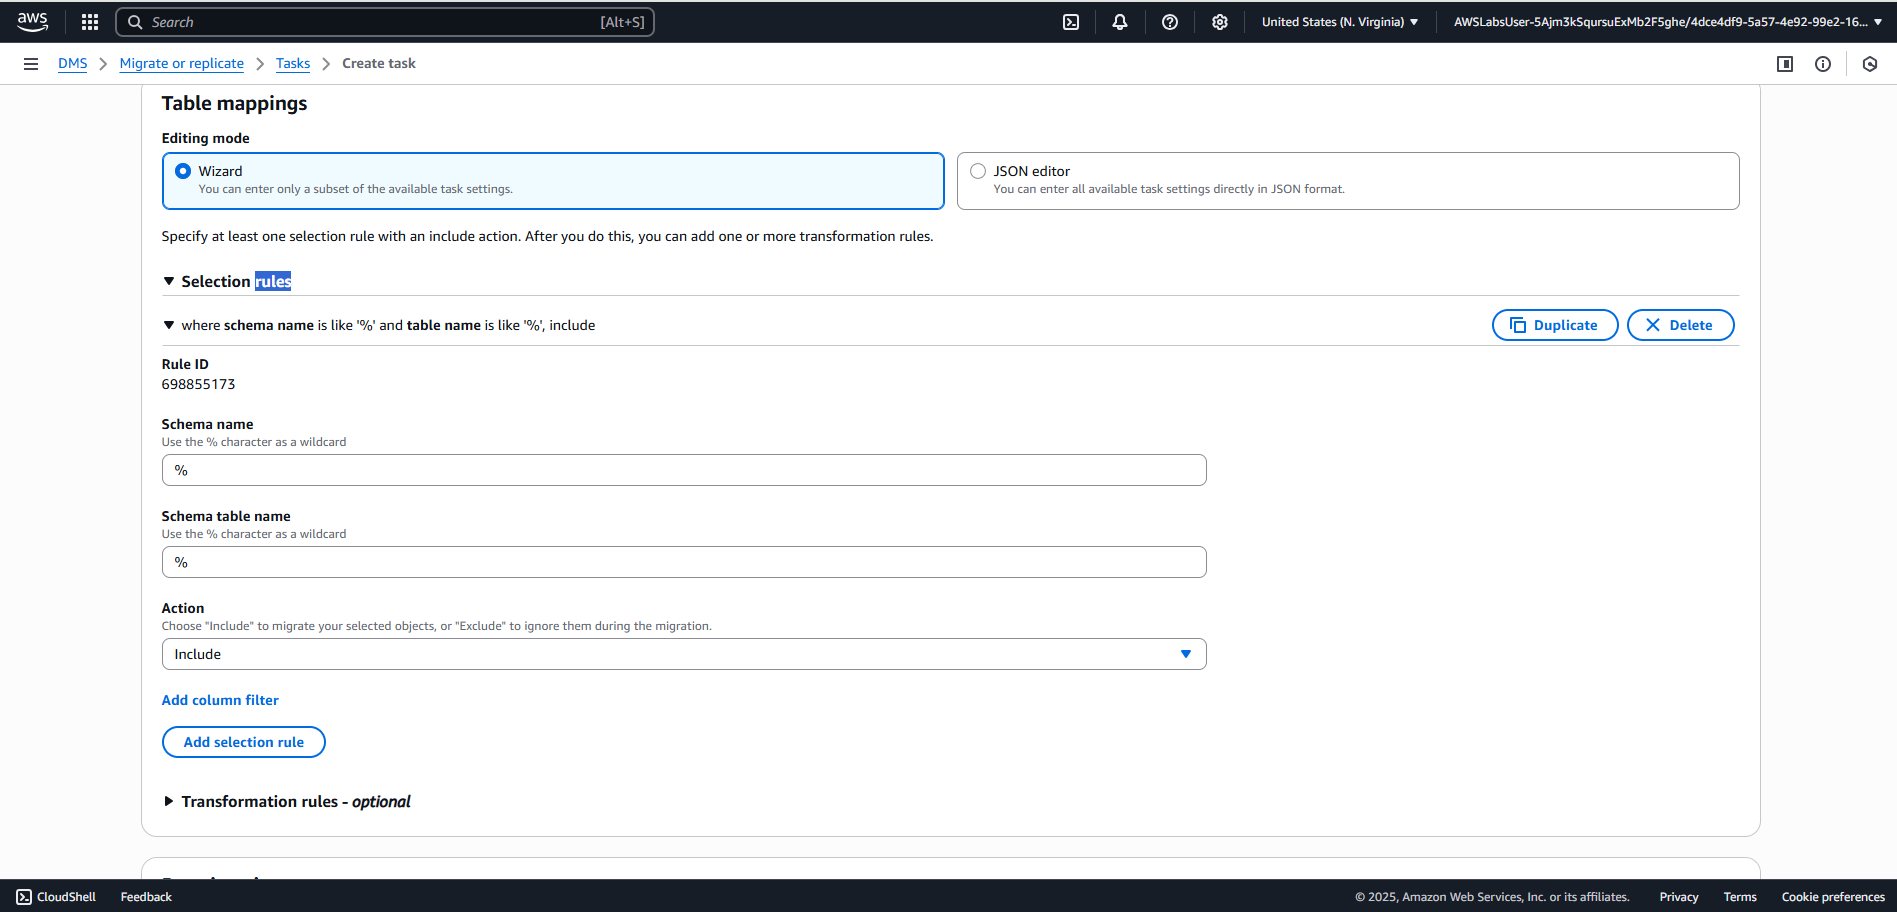 aws
Search [Alt+S] United States (N. Virginia) AWSLabsUser-5Ajm3kSqursuExMb2F5ghe/4dce4df9-5a57-4e92-99e2-16...
DMS Migrate or replicate Tasks Create task
Table mappings
Editing mode
Wizard
You can enter only a subset of the available task settings.
JSON editor
You can enter all available task settings directly in JSON format.
Specify at least one selection rule with an include action. After you do this, you can add one or more transformation rules.
Selection rules
where schema name is like '%' and table name is like '%', include
Duplicate Delete
Rule ID
698855173
Schema name
Use the % character as a wildcard
%
Schema table name
Use the % character as a wildcard
%
Action
Choose "Include" to migrate your selected objects, or "Exclude" to ignore them during the migration.
Include
Add column filter
Add selection rule
Transformation rules - optional
CloudShell Feedback © 2025, Amazon Web Services, Inc. or its affiliates. Privacy Terms Cookie preferences